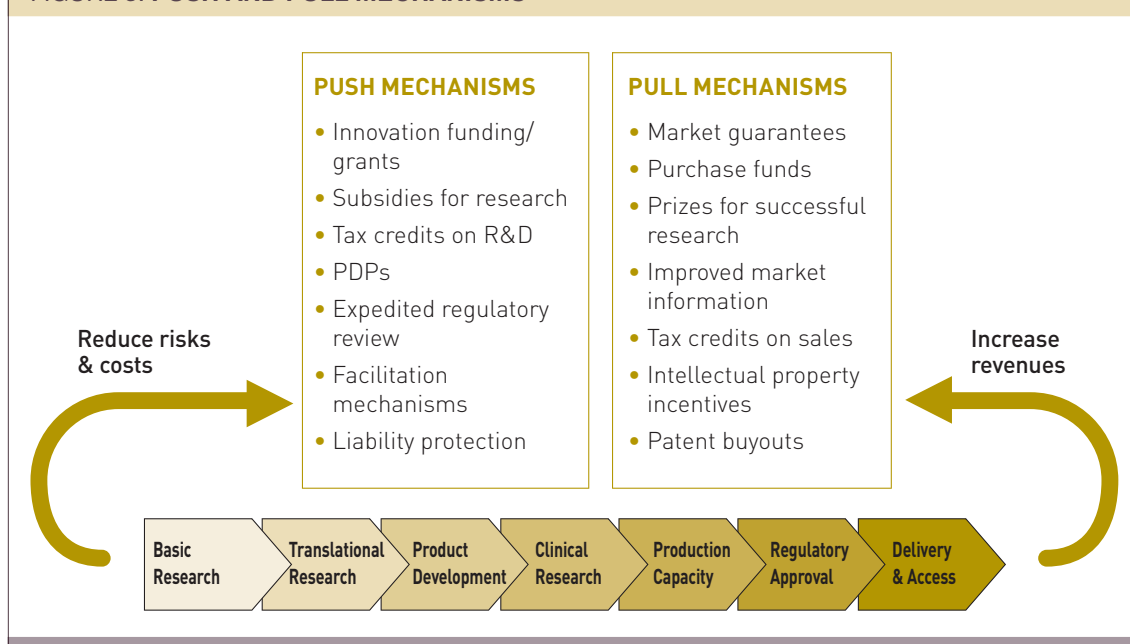 PUSH MECHANISMS
• Innovation funding/
grants
• Subsidies for research
• Tax credits on R&D
• PDPs
• Expedited regulatory
review
• Facilitation
mechanisms
• Liability protection
PULL MECHANISMS
• Market guarantees
• Purchase funds
• Prizes for successful
research
• Improved market
information
• Tax credits on sales
• Intellectual property
incentives
• Patent buyouts
Reduce risks
& costs
Increase
revenues
Basic
Research
Translational
Research
Product
Development
Clinical
Research
Production
Capacity
Regulatory
Approval
Delivery
& Access